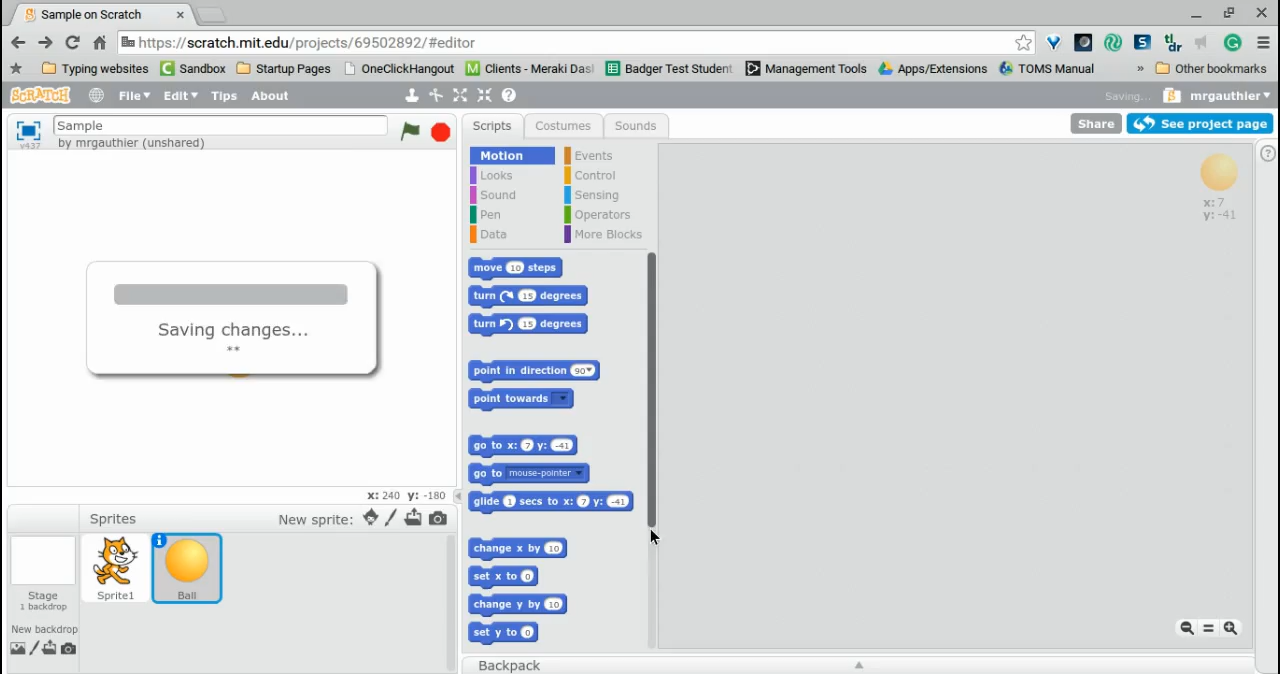 Sample on Scratch
https://scratch.mit.edu/projects/69502892/#editor
Typing websites Sandbox Startup Pages OneClickHangout Clients - Meraki Das Badger Test Student Management Tools Apps/Extensions TOMS Manual » Other bookmarks
SCRATCH File Edit Tips About Saving... mrgauthier
Sample
by mrgauthier (unshared)
v437
Scripts Costumes Sounds
Share See project page
Motion Events
Looks Control
Sound Sensing
Pen Operators
Data More Blocks
x: 7
y: -41
move 10 steps
turn 15 degrees
turn 15 degrees
point in direction 90
point towards
go to x: 7 y: -41
go to mouse-pointer
glide 1 secs to x: 7 y: -41
change x by 10
set x to 0
change y by 10
set y to 0
Saving changes...
**
x: 240 y: -180
Sprites New sprite:
Stage
1 backdrop
New backdrop
Sprite1
Ball
Backpack